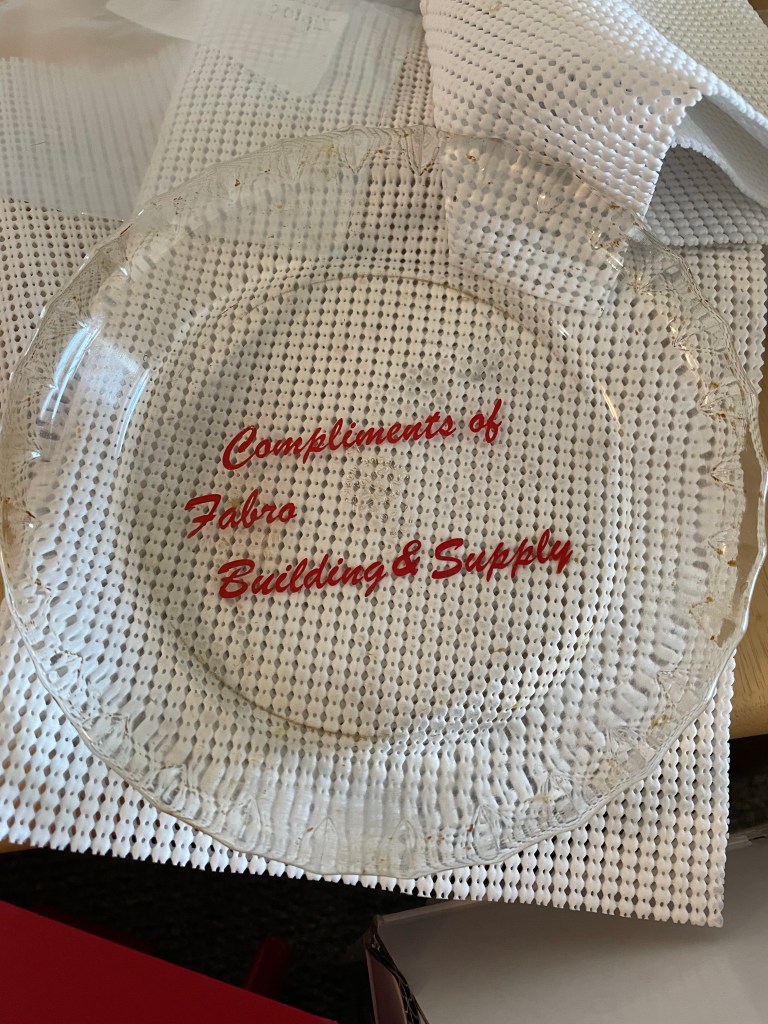 Compliments of
Fabro
Building & Supply